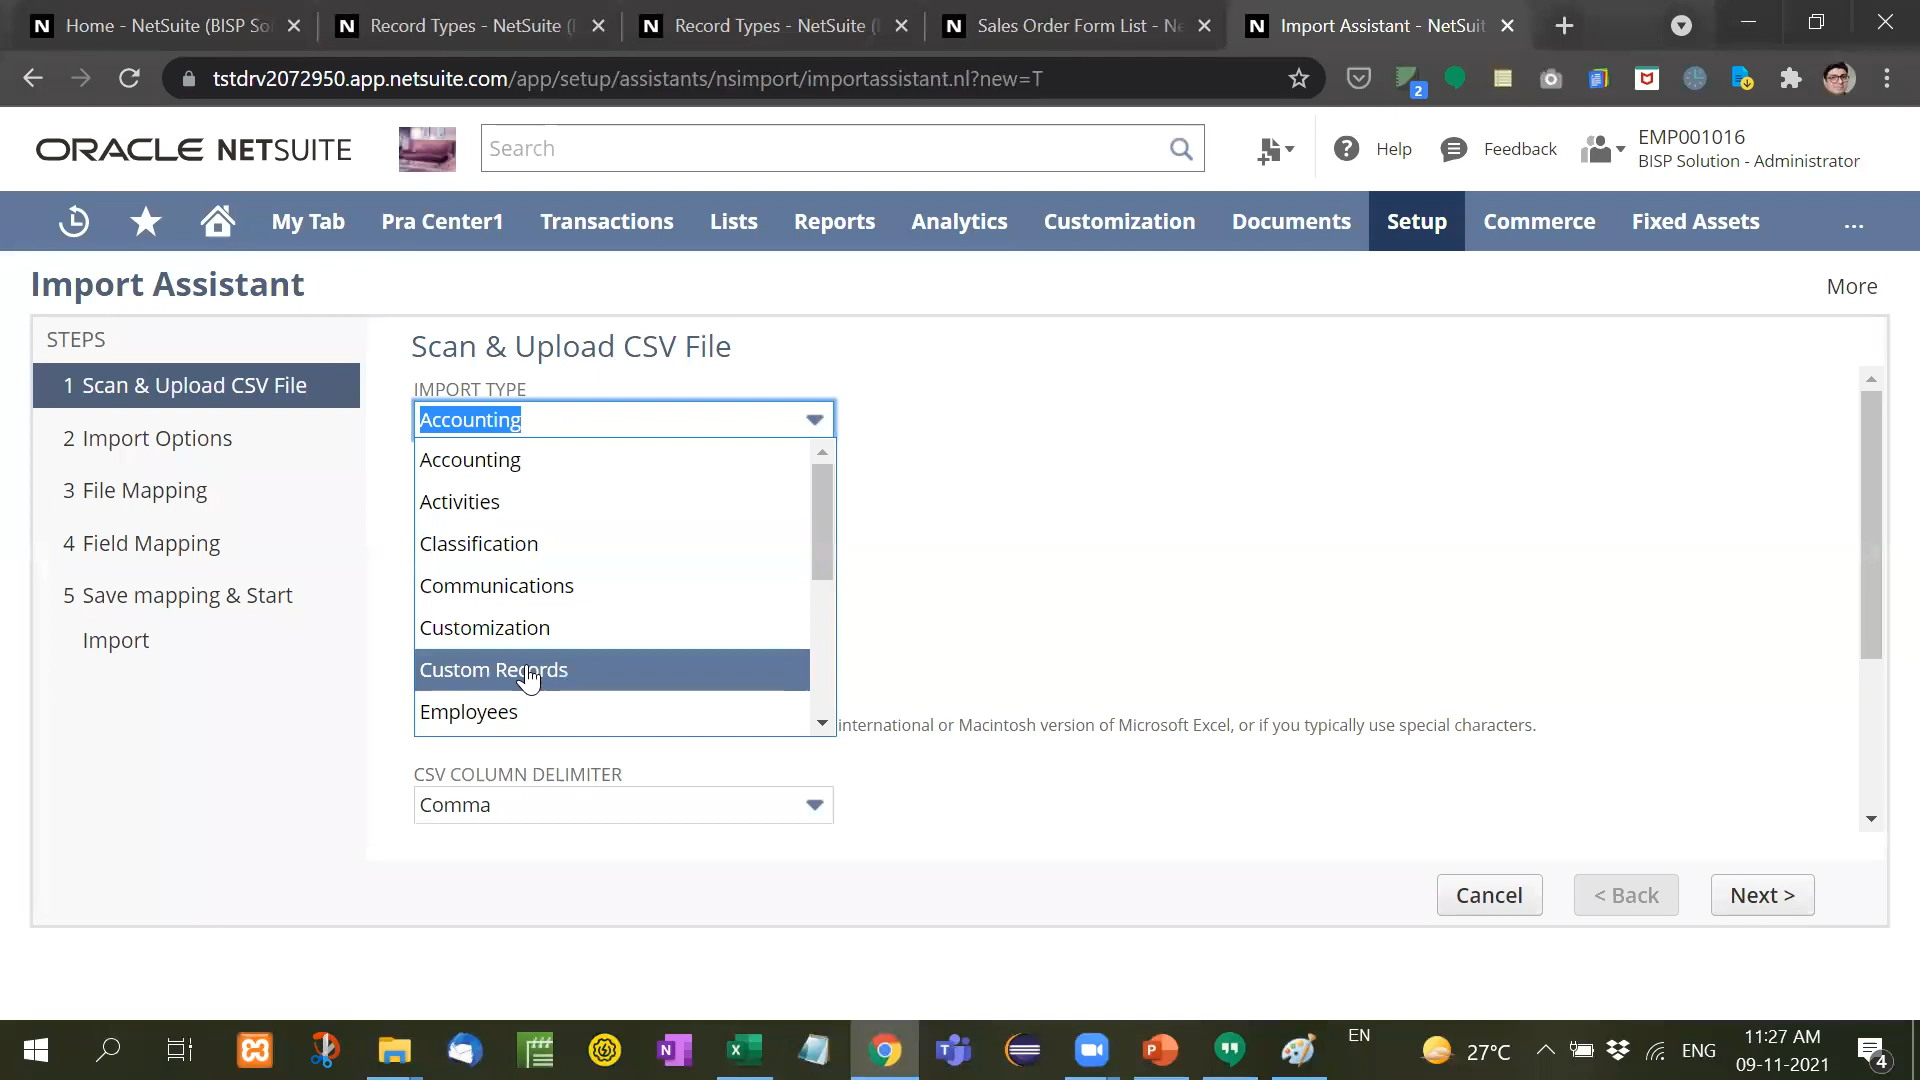 Home - NetSuite (BISP So
Record Types - NetSuite (
Record Types - NetSuite (
Sales Order Form List - Ne
Import Assistant - NetSuit
tstdrv2072950.app.netsuite.com/app/setup/assistants/nsimport/importassistant.nl?new=T
2
ORACLE NETSUITE
Search
Help
Feedback
EMP001016
BISP Solution - Administrator
My Tab
Pra Center1
Transactions
Lists
Reports
Analytics
Customization
Documents
Setup
Commerce
Fixed Assets
...
Import Assistant
More
STEPS
1 Scan & Upload CSV File
2 Import Options
3 File Mapping
4 Field Mapping
5 Save mapping & Start
Import
Scan & Upload CSV File
IMPORT TYPE
Accounting
Accounting
Activities
Classification
Communications
Customization
Custom Records
Employees
international or Macintosh version of Microsoft Excel, or if you typically use special characters.
CSV COLUMN DELIMITER
Comma
Cancel
< Back
Next >
EN
27°C
ENG
11:27 AM
09-11-2021
4